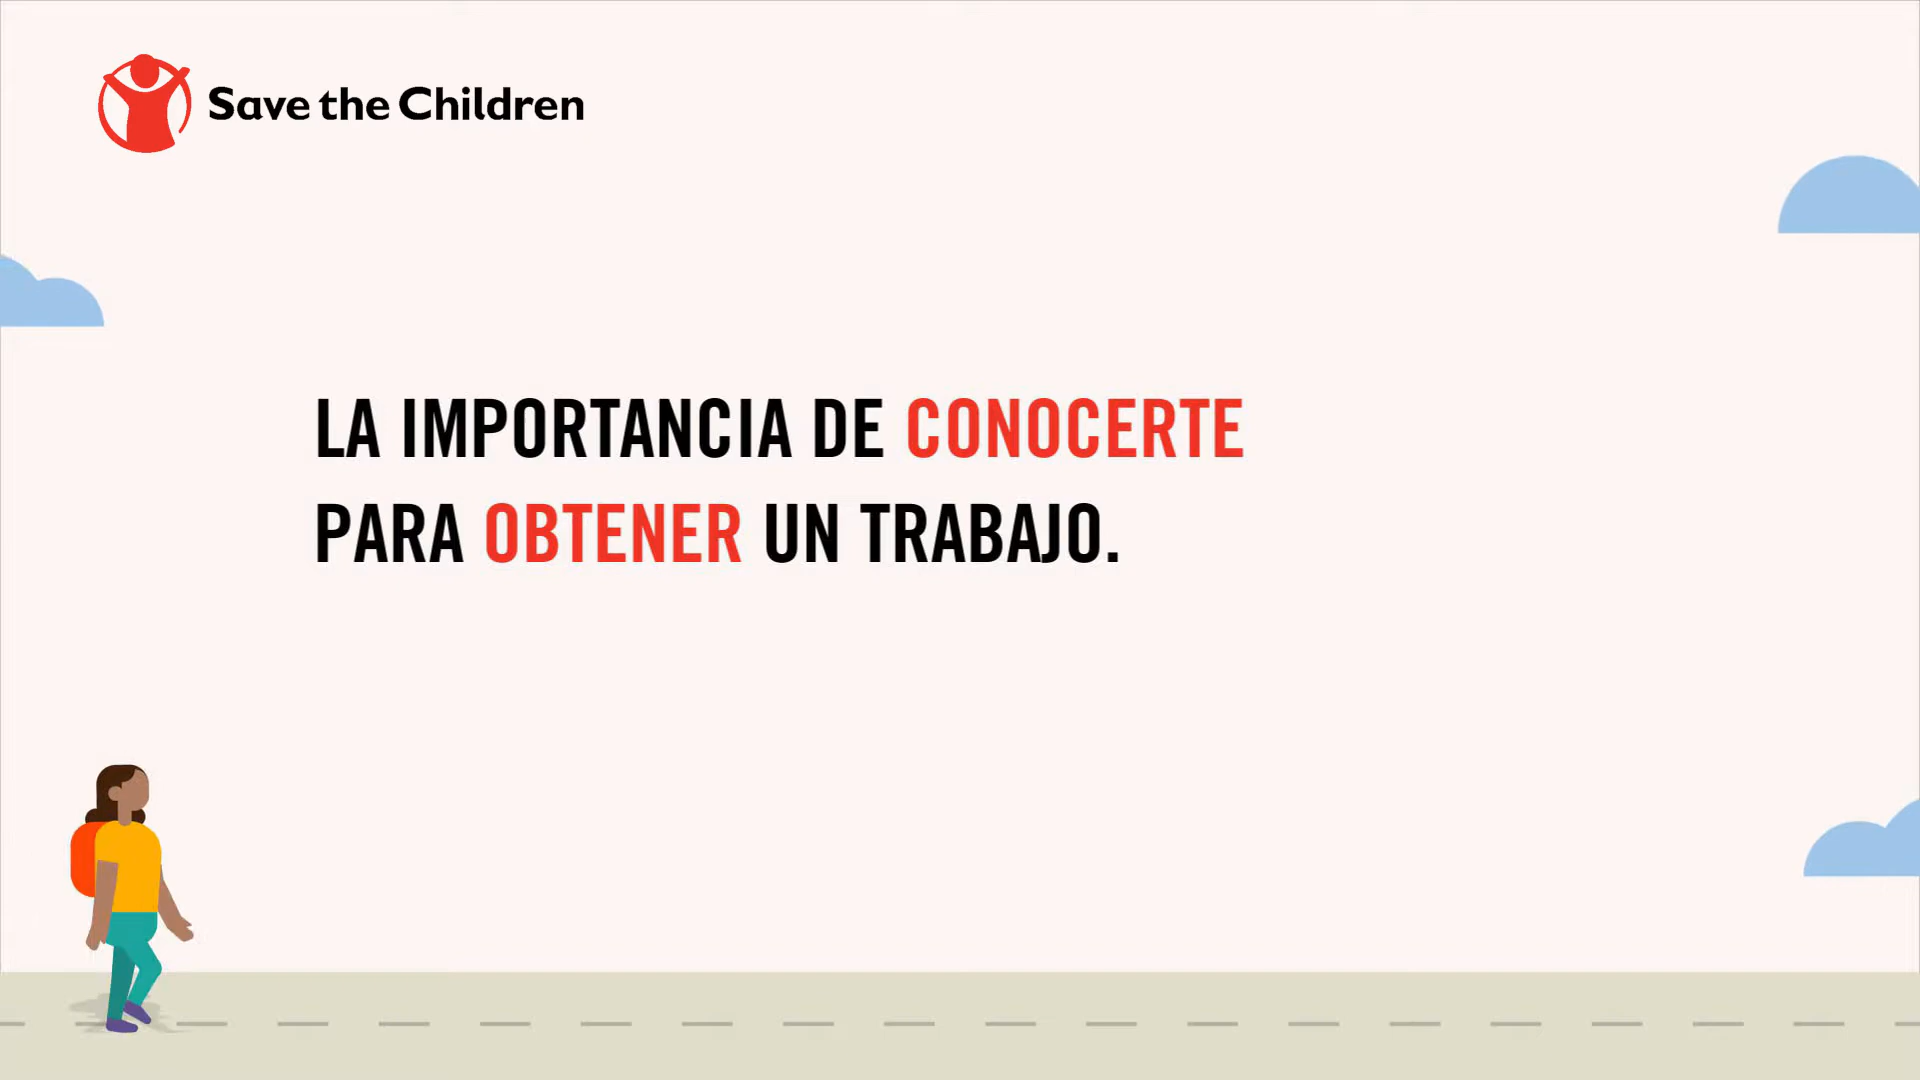 Save the Children
LA IMPORTANCIA DE CONOCERTE
PARA OBTENER UN TRABAJO.